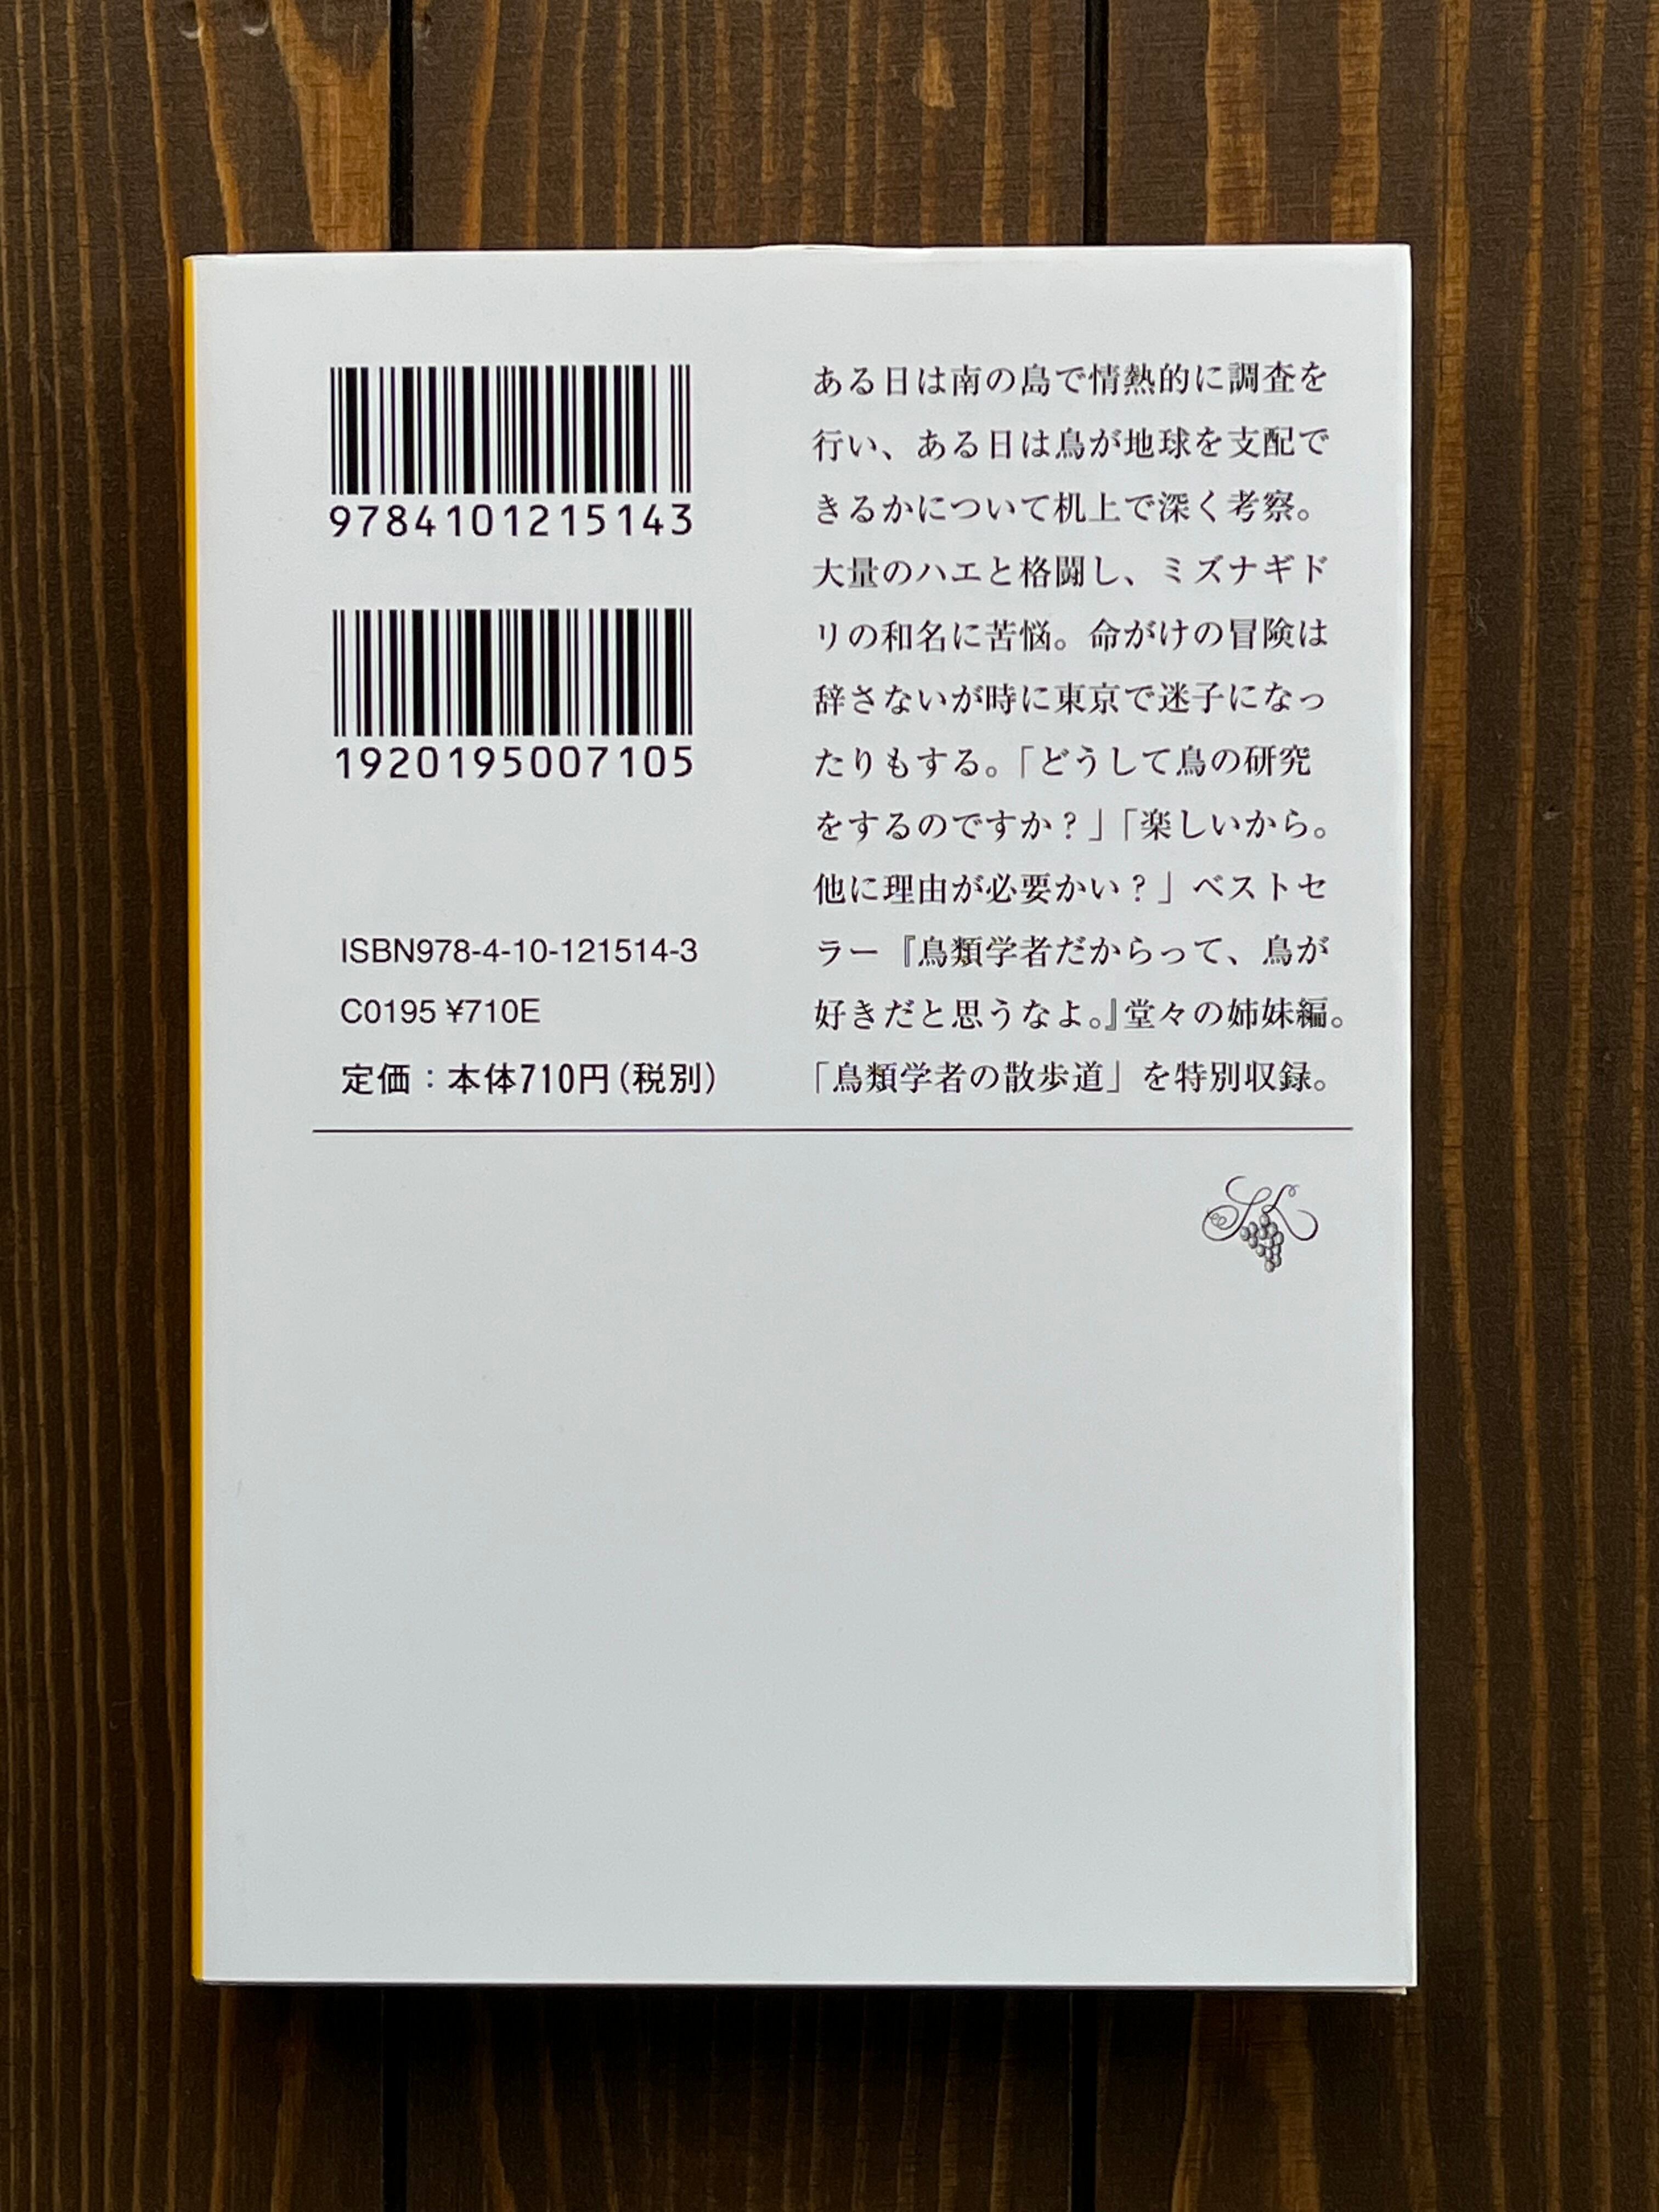 9784101215143
1920195007105
ISBN978-4-10-121514-3
C0195 ¥710E
定価：本体710円（税別）
ある日は南の島で情熱的に調査を
行い、ある日は鳥が地球を支配で
きるかについて机上で深く考察。
大量のハエと格闘し、ミズナギド
リの和名に苦悩。命がけの冒険は
辞さないが時に東京で迷子になっ
たりもする。「どうして鳥の研究
をするのですか？」「楽しいから。
他に理由が必要かい？」ベストセ
ラー『鳥類学者だからって、鳥が
好きだと思うなよ。』堂々の姉妹編。
「鳥類学者の散歩道」を特別収録。
SK